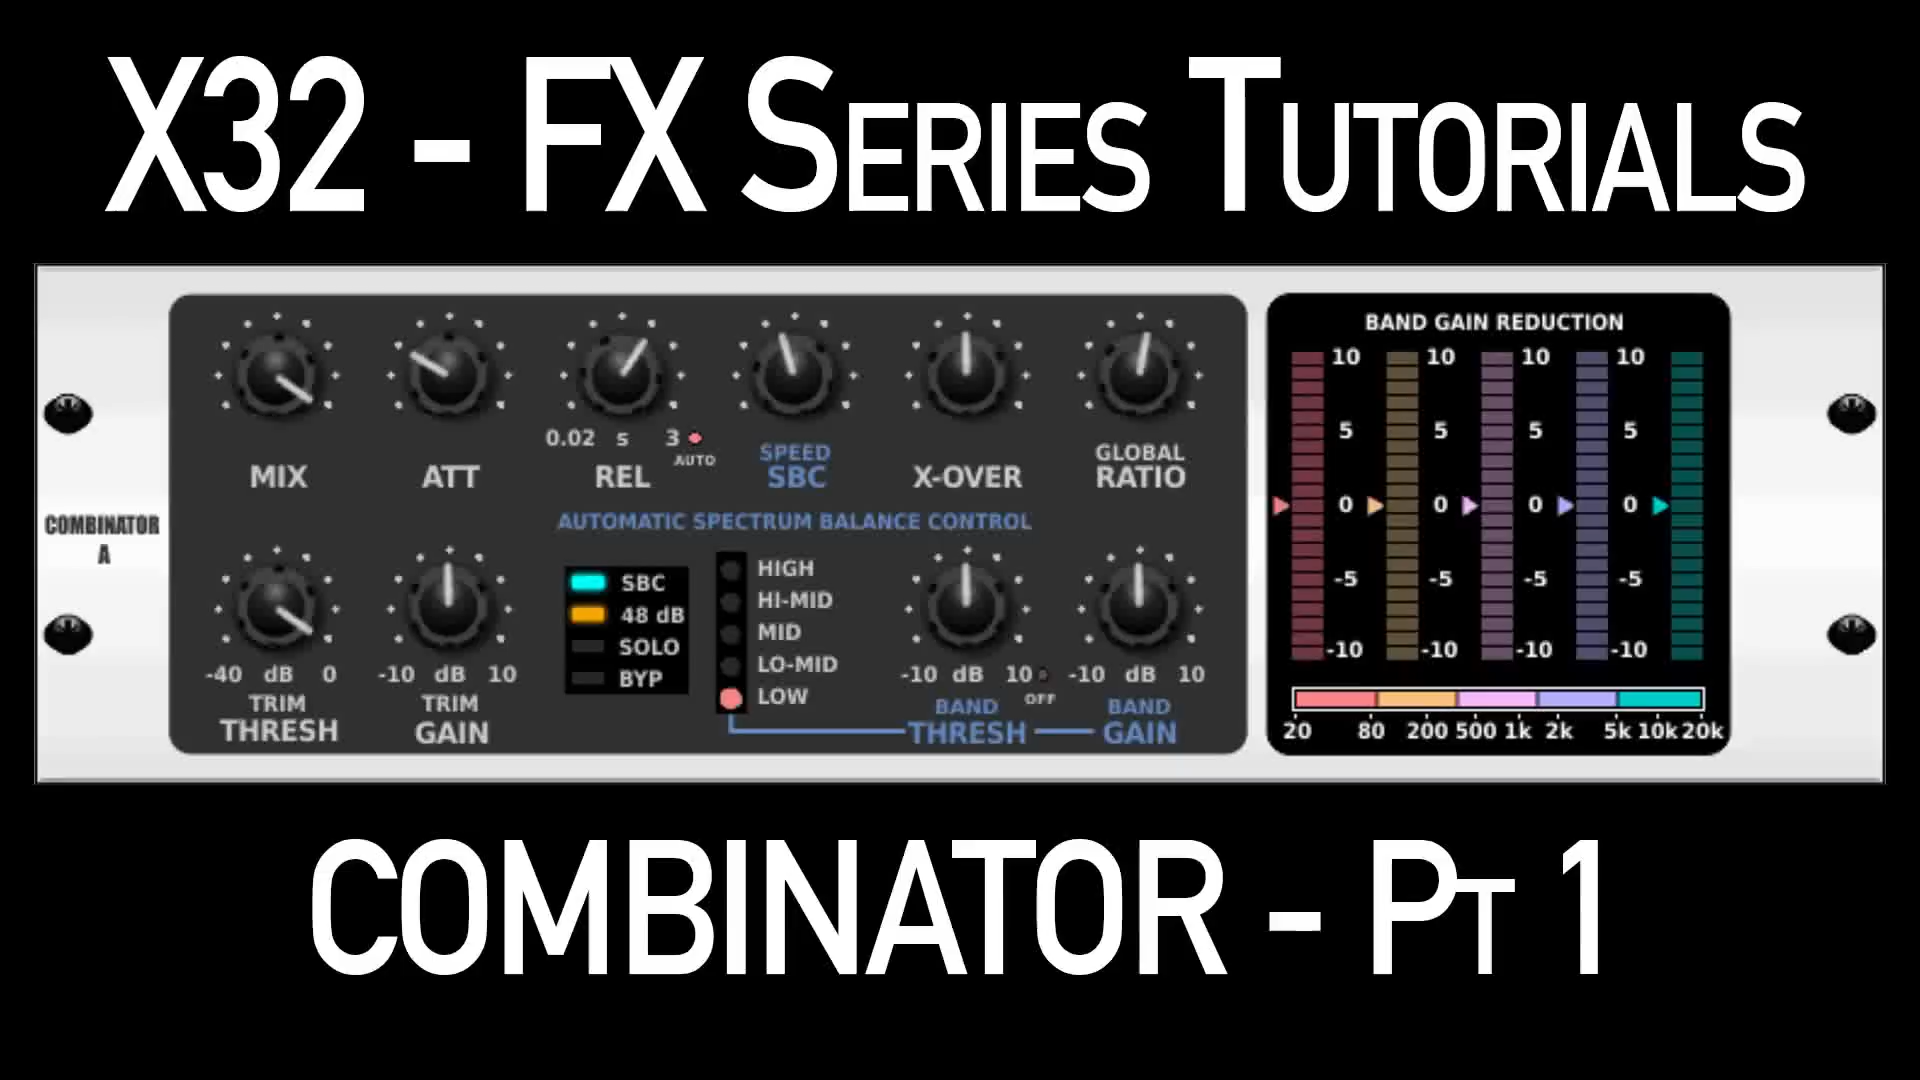 X32 - FX SERIES TUTORIALS
BAND GAIN REDUCTION
10 10 10 10
5 5 5 5
0 0 0 0
-5 -5 -5 -5
-10 -10 -10 -10
20 80 200 500 1k 2k 5k 10k 20k
0.02 s 3
AUTO
MIX ATT REL
SPEED
SBC
X-OVER
GLOBAL
RATIO
COMBINATOR
A
AUTOMATIC SPECTRUM BALANCE CONTROL
SBC
48 dB
SOLO
BYP
HIGH
HI-MID
MID
LO-MID
LOW
-40 dB 0
TRIM
THRESH
-10 dB 10
TRIM
GAIN
-10 dB 10
OFF
BAND
THRESH
-10 dB 10
BAND
GAIN
COMBINATOR - PT 1